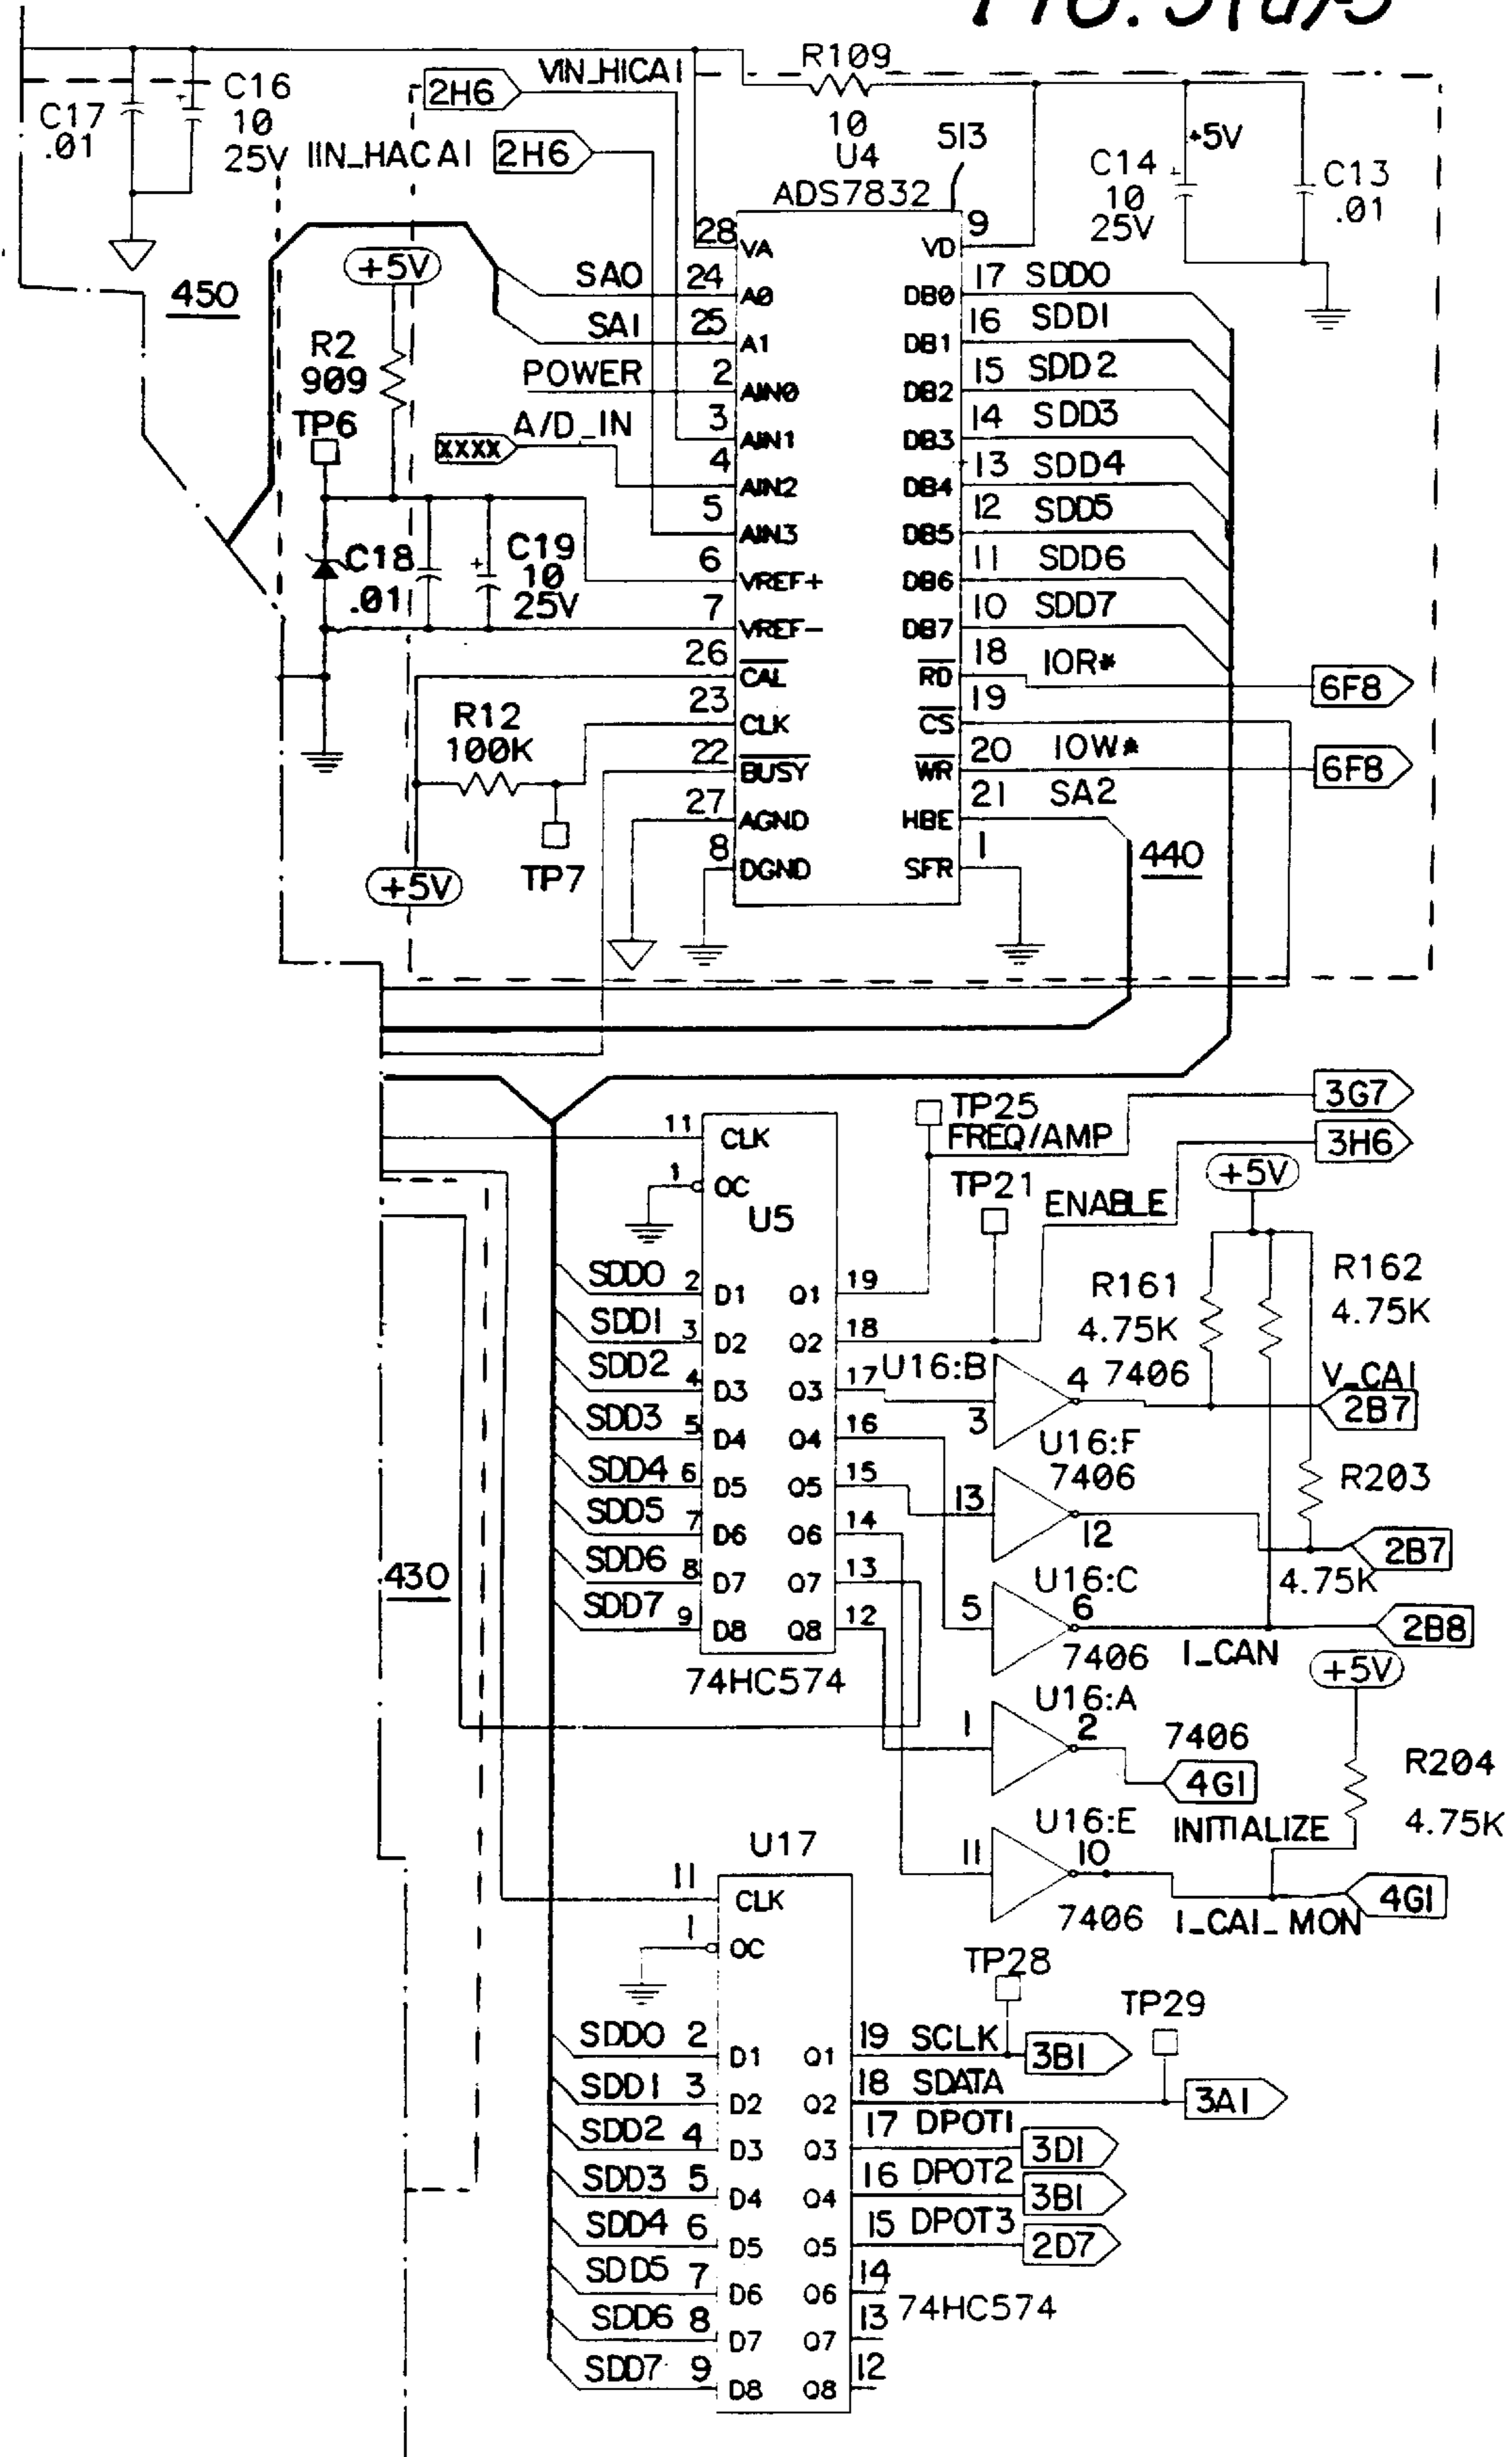 FIG. 5(a)-3
R109
10
VIN_HICAI
2H6
C17
.01
C16
10
25V
IIN_HACAI
2H6
U4
ADS7832
513
C14
10
25V
+5V
C13
.01
450
+5V
R2
909
TP6
28 VA
SA0 24 A0
SA1 25 A1
POWER 2 AIN0
3 AIN1
XXXX A/D_IN
4 AIN2
5 AIN3
6 VREF+
7 VREF-
26 CAL
23 CLK
22 BUSY
27 AGND
8 DGND
VD 9
DB0 17 SDD0
DB1 16 SDD1
DB2 15 SDD2
DB3 14 SDD3
DB4 13 SDD4
DB5 12 SDD5
DB6 11 SDD6
DB7 10 SDD7
RD 18 IOR*
6F8
CS 19
WR 20 IOW*
6F8
HBE 21 SA2
SFR 1
440
C18
.01
C19
10
25V
R12
100K
TP7
+5V
TP25
FREQ/AMP
3G7
3H6
TP21
ENABLE
+5V
11 CLK
1 OC
U5
SDD0 2 D1 Q1 19
SDD1 3 D2 Q2 18
SDD2 4 D3 Q3 17
SDD3 5 D4 Q4 16
SDD4 6 D5 Q5 15
SDD5 7 D6 Q6 14
SDD6 8 D7 Q7 13
SDD7 9 D8 Q8 12
74HC574
430
R161
4.75K
R162
4.75K
U16:B
3 4 7406
V_CAI
2B7
U16:F
7406
13 12
R203
4.75K
2B7
U16:C
5 6
7406
I_CAN
2B8
+5V
U16:A
1 2
7406
4G1
INITIALIZE
R204
4.75K
U16:E
11 10
7406
I_CAI_MON
4G1
U17
11 CLK
1 OC
TP28
TP29
SDD0 2 D1 Q1 19 SCLK 3B1
SDD1 3 D2 Q2 18 SDATA 3A1
SDD2 4 D3 Q3 17 DPOT1 3D1
SDD3 5 D4 Q4 16 DPOT2 3B1
SDD4 6 D5 Q5 15 DPOT3 2D7
SDD5 7 D6 Q6 14
SDD6 8 D7 Q7 13
SDD7 9 D8 Q8 12
74HC574